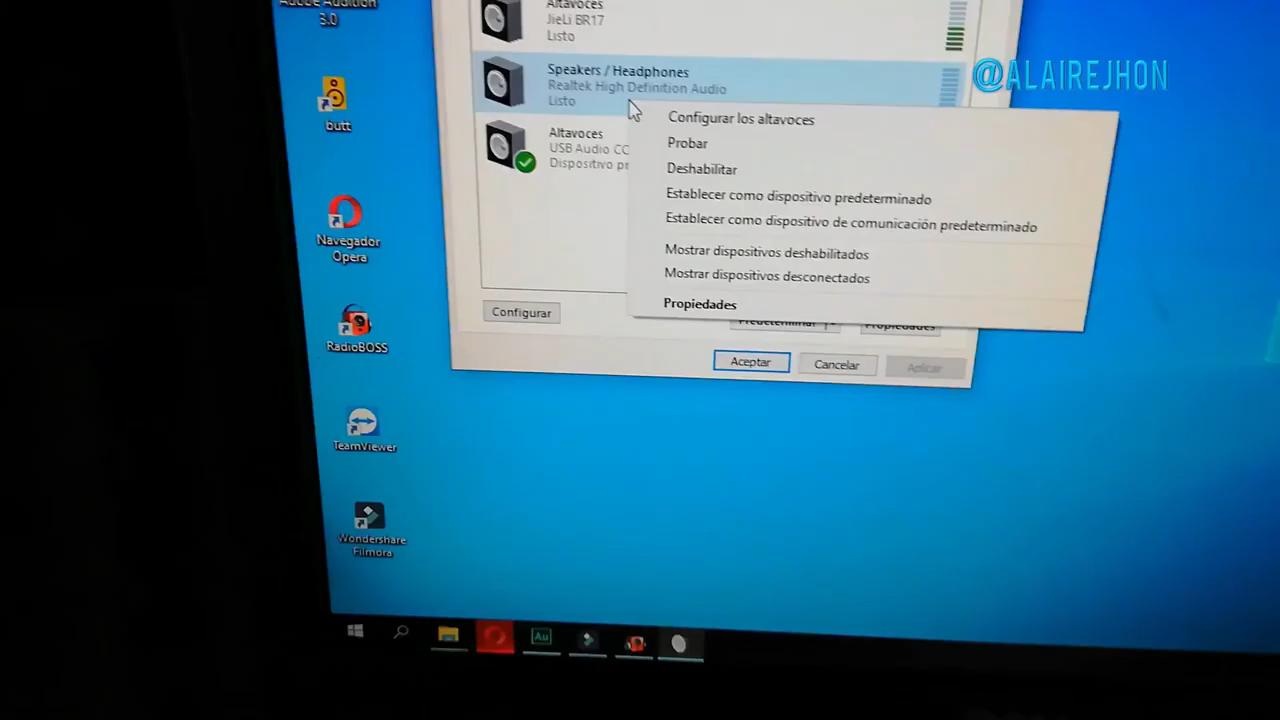 Adobe Audition
3.0
butt
Navegador
Opera
RadioBOSS
TeamViewer
Wondershare
Filmora
Altavoces
JieLi BR17
Listo
Speakers / Headphones
Realtek High Definition Audio
Listo
Altavoces
USB Audio CO
Dispositivo pr
@ALAIREJHON
Configurar los altavoces
Probar
Deshabilitar
Establecer como dispositivo predeterminado
Establecer como dispositivo de comunicación predeterminado
Mostrar dispositivos deshabilitados
Mostrar dispositivos desconectados
Propiedades
Configurar
Predeterminar
Propiedades
Aceptar
Cancelar
Aplicar
Au